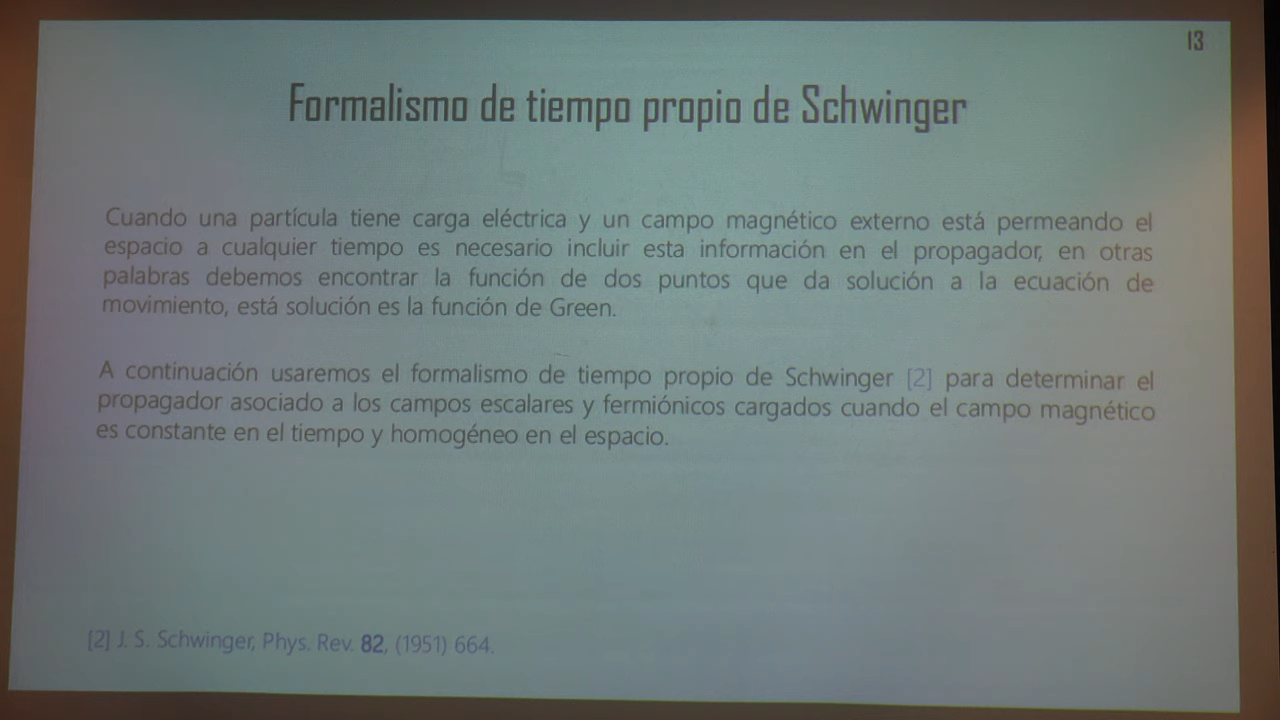 13
Formalismo de tiempo propio de Schwinger
Cuando una partícula tiene carga eléctrica y un campo magnético externo está permeando el
espacio a cualquier tiempo es necesario incluir esta información en el propagador, en otras
palabras debemos encontrar la función de dos puntos que da solución a la ecuación de
movimiento, está solución es la función de Green.
A continuación usaremos el formalismo de tiempo propio de Schwinger [2] para determinar el
propagador asociado a los campos escalares y fermiónicos cargados cuando el campo magnético
es constante en el tiempo y homogéneo en el espacio.
[2] J. S. Schwinger, Phys. Rev. 82, (1951) 664.